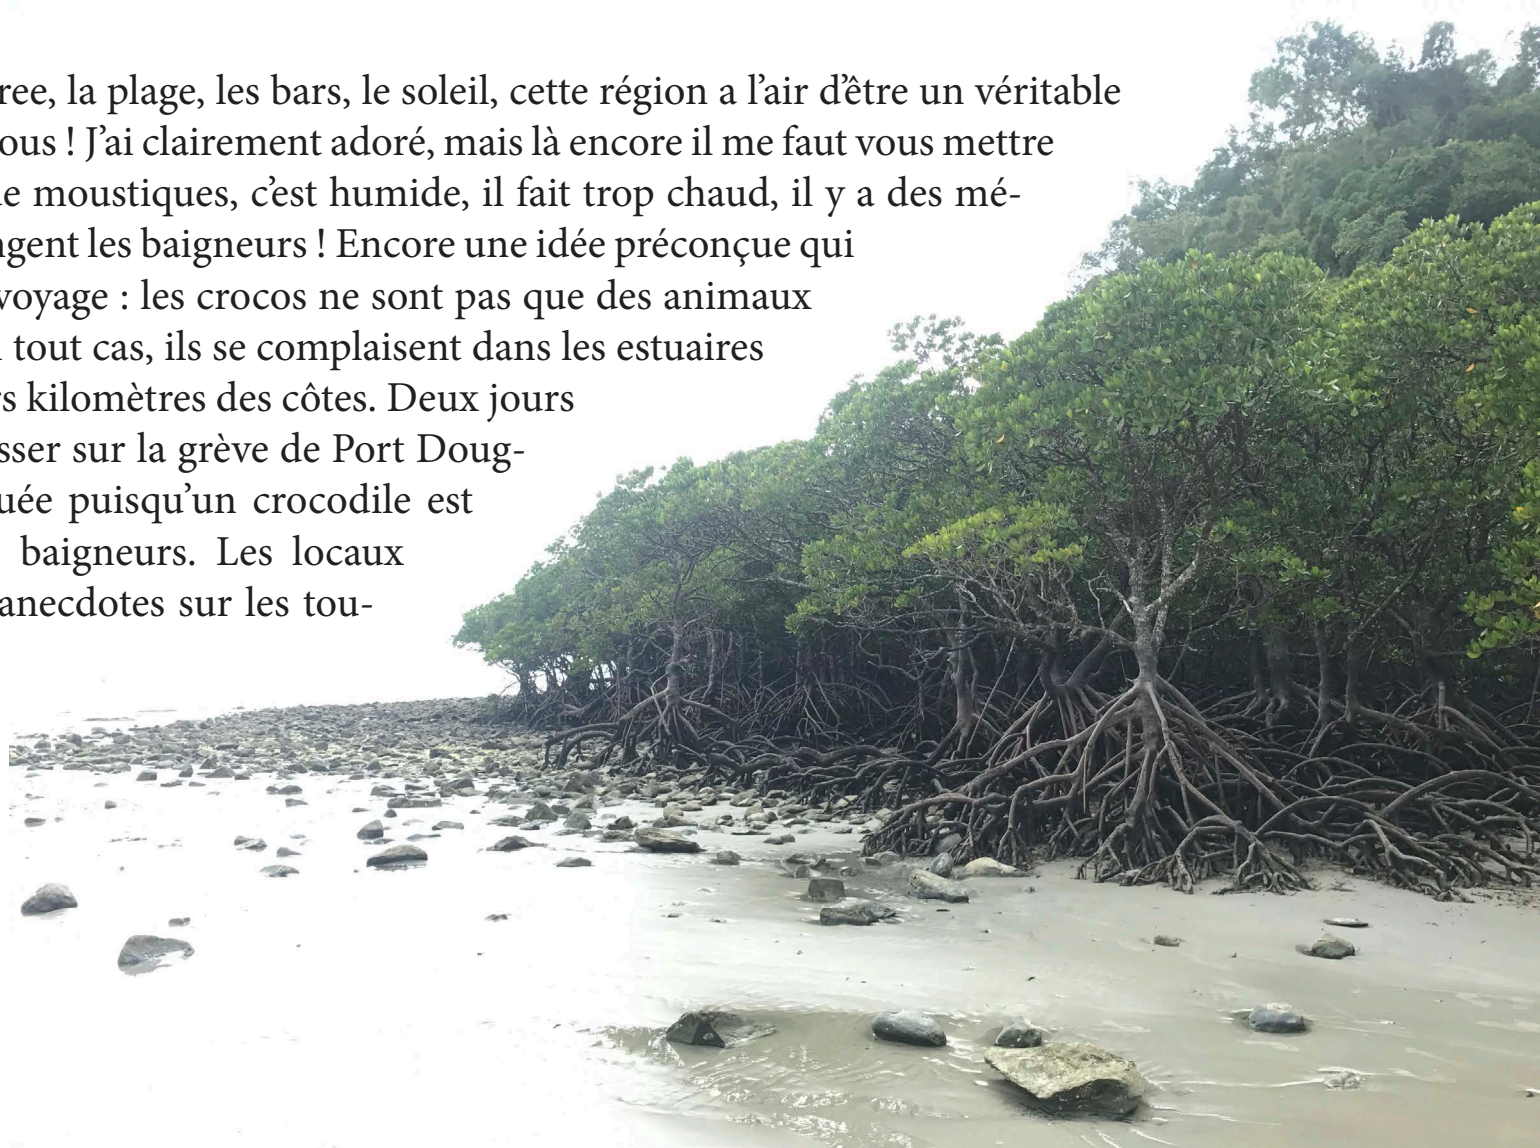 ree, la plage, les bars, le soleil, cette région a l’air d’être un véritable
ous ! J’ai clairement adoré, mais là encore il me faut vous mettre
moustiques, c’est humide, il fait trop chaud, il y a des mé-
ngent les baigneurs ! Encore une idée préconçue qui
voyage : les crocos ne sont pas que des animaux
tout cas, ils se complaisent dans les estuaires
rs kilomètres des côtes. Deux jours
sser sur la grève de Port Doug-
uée puisqu’un crocodile est
baigneurs. Les locaux
anecdotes sur les tou-